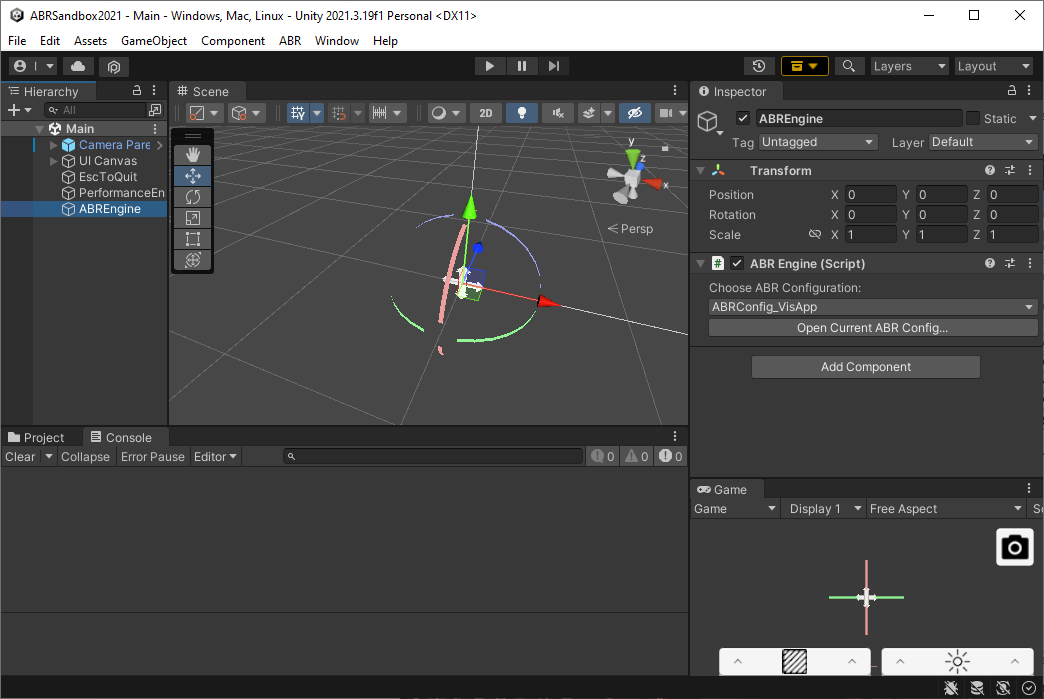 ABRSandbox2021 - Main - Windows, Mac, Linux - Unity 2021.3.19f1 Personal <DX11>
File Edit Assets GameObject Component ABR Window Help
Layers Layout
Hierarchy
All
Main
Camera Pare
UI Canvas
EscToQuit
PerformanceEn
ABREngine
Scene
2D
y
z
x
Persp
Inspector
ABREngine Static
Tag Untagged Layer Default
Transform
Position X 0 Y 0 Z 0
Rotation X 0 Y 0 Z 0
Scale X 1 Y 1 Z 1
# ABR Engine (Script)
Choose ABR Configuration:
ABRConfig_VisApp
Open Current ABR Config...
Add Component
Project Console
Clear Collapse Error Pause Editor 0 0 0
Game
Game Display 1 Free Aspect Sc